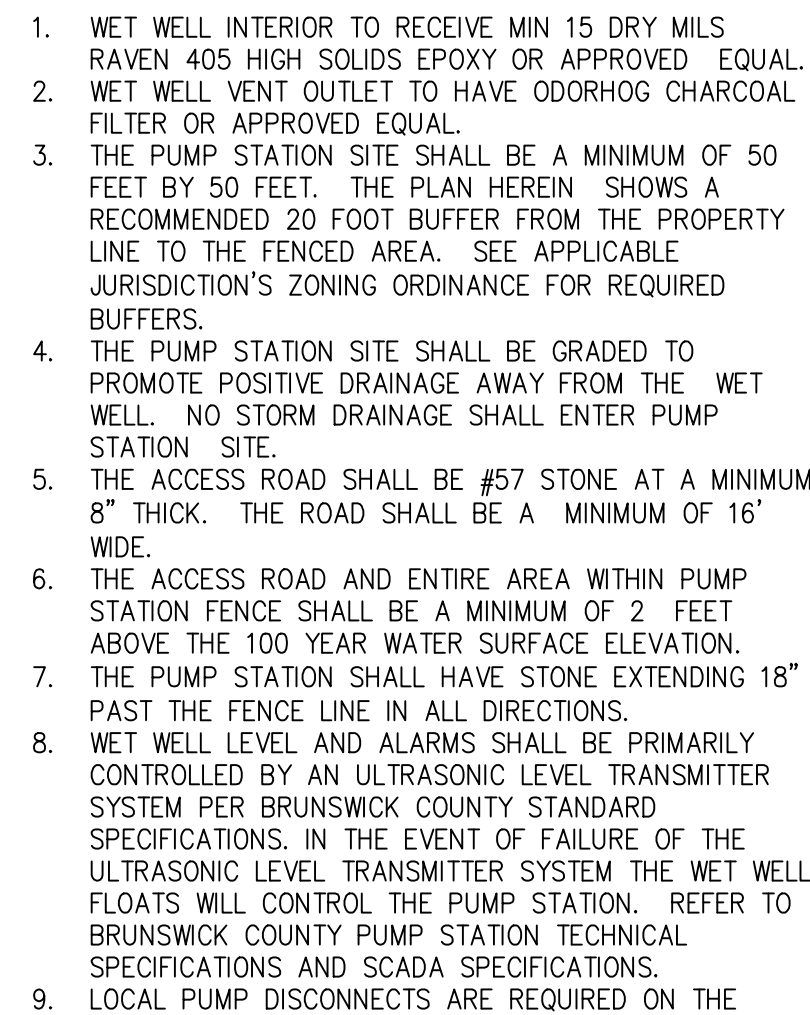 1. WET WELL INTERIOR TO RECEIVE MIN 15 DRY MILS
RAVEN 405 HIGH SOLIDS EPOXY OR APPROVED EQUAL.
2. WET WELL VENT OUTLET TO HAVE ODORHOG CHARCOAL
FILTER OR APPROVED EQUAL.
3. THE PUMP STATION SITE SHALL BE A MINIMUM OF 50
FEET BY 50 FEET. THE PLAN HEREIN SHOWS A
RECOMMENDED 20 FOOT BUFFER FROM THE PROPERTY
LINE TO THE FENCED AREA. SEE APPLICABLE
JURISDICTION'S ZONING ORDINANCE FOR REQUIRED
BUFFERS.
4. THE PUMP STATION SITE SHALL BE GRADED TO
PROMOTE POSITIVE DRAINAGE AWAY FROM THE WET
WELL. NO STORM DRAINAGE SHALL ENTER PUMP
STATION SITE.
5. THE ACCESS ROAD SHALL BE #57 STONE AT A MINIMUM
8" THICK. THE ROAD SHALL BE A MINIMUM OF 16'
WIDE.
6. THE ACCESS ROAD AND ENTIRE AREA WITHIN PUMP
STATION FENCE SHALL BE A MINIMUM OF 2 FEET
ABOVE THE 100 YEAR WATER SURFACE ELEVATION.
7. THE PUMP STATION SHALL HAVE STONE EXTENDING 18"
PAST THE FENCE LINE IN ALL DIRECTIONS.
8. WET WELL LEVEL AND ALARMS SHALL BE PRIMARILY
CONTROLLED BY AN ULTRASONIC LEVEL TRANSMITTER
SYSTEM PER BRUNSWICK COUNTY STANDARD
SPECIFICATIONS. IN THE EVENT OF FAILURE OF THE
ULTRASONIC LEVEL TRANSMITTER SYSTEM THE WET WELL
FLOATS WILL CONTROL THE PUMP STATION. REFER TO
BRUNSWICK COUNTY PUMP STATION TECHNICAL
SPECIFICATIONS AND SCADA SPECIFICATIONS.
9. LOCAL PUMP DISCONNECTS ARE REQUIRED ON THE